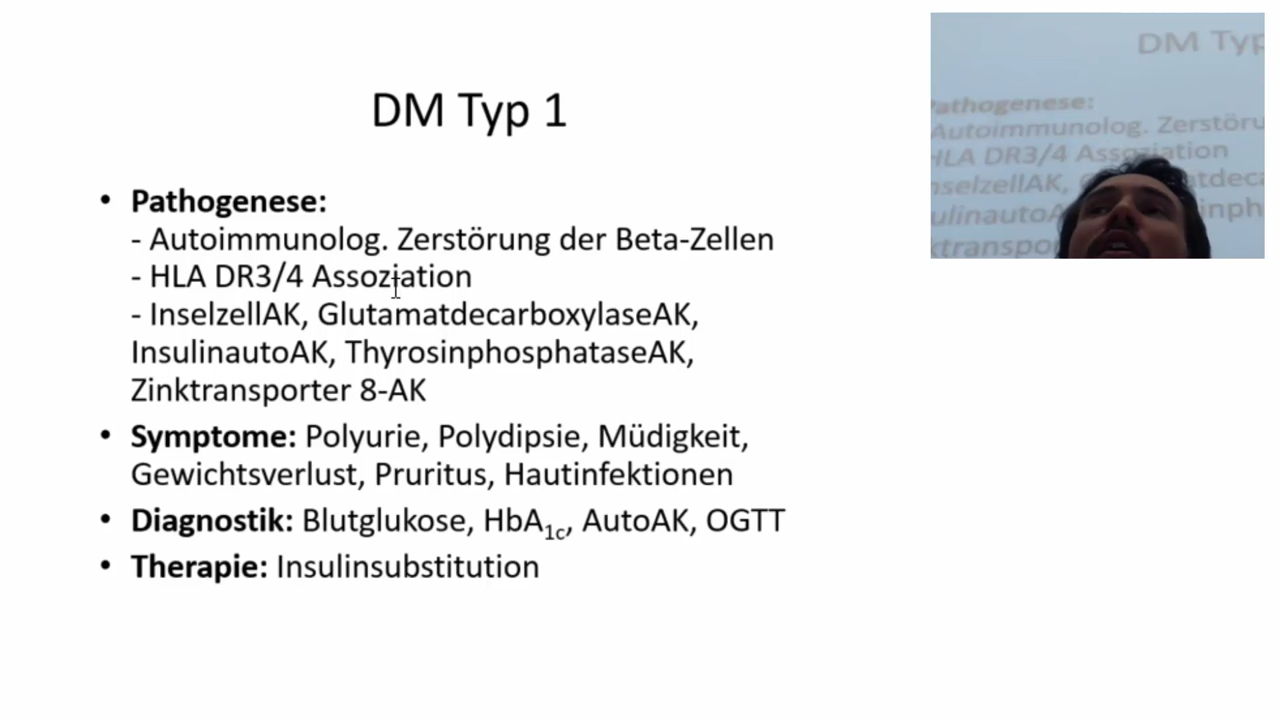 DM Typ 1
• Pathogenese:
- Autoimmunolog. Zerstörung der Beta-Zellen
- HLA DR3/4 Assoziation
- InselzellAK, GlutamatdecarboxylaseAK,
InsulinautoAK, ThyrosinphosphataseAK,
Zinktransporter 8-AK
• Symptome: Polyurie, Polydipsie, Müdigkeit,
Gewichtsverlust, Pruritus, Hautinfektionen
• Diagnostik: Blutglukose, HbA1c, AutoAK, OGTT
• Therapie: Insulinsubstitution
DM Typ
Pathogenese:
Autoimmunolog. Zerstöru
HLA DR3/4 Assoziation
nselzellAK, atdeca
ulinautoA inph
ktranspo